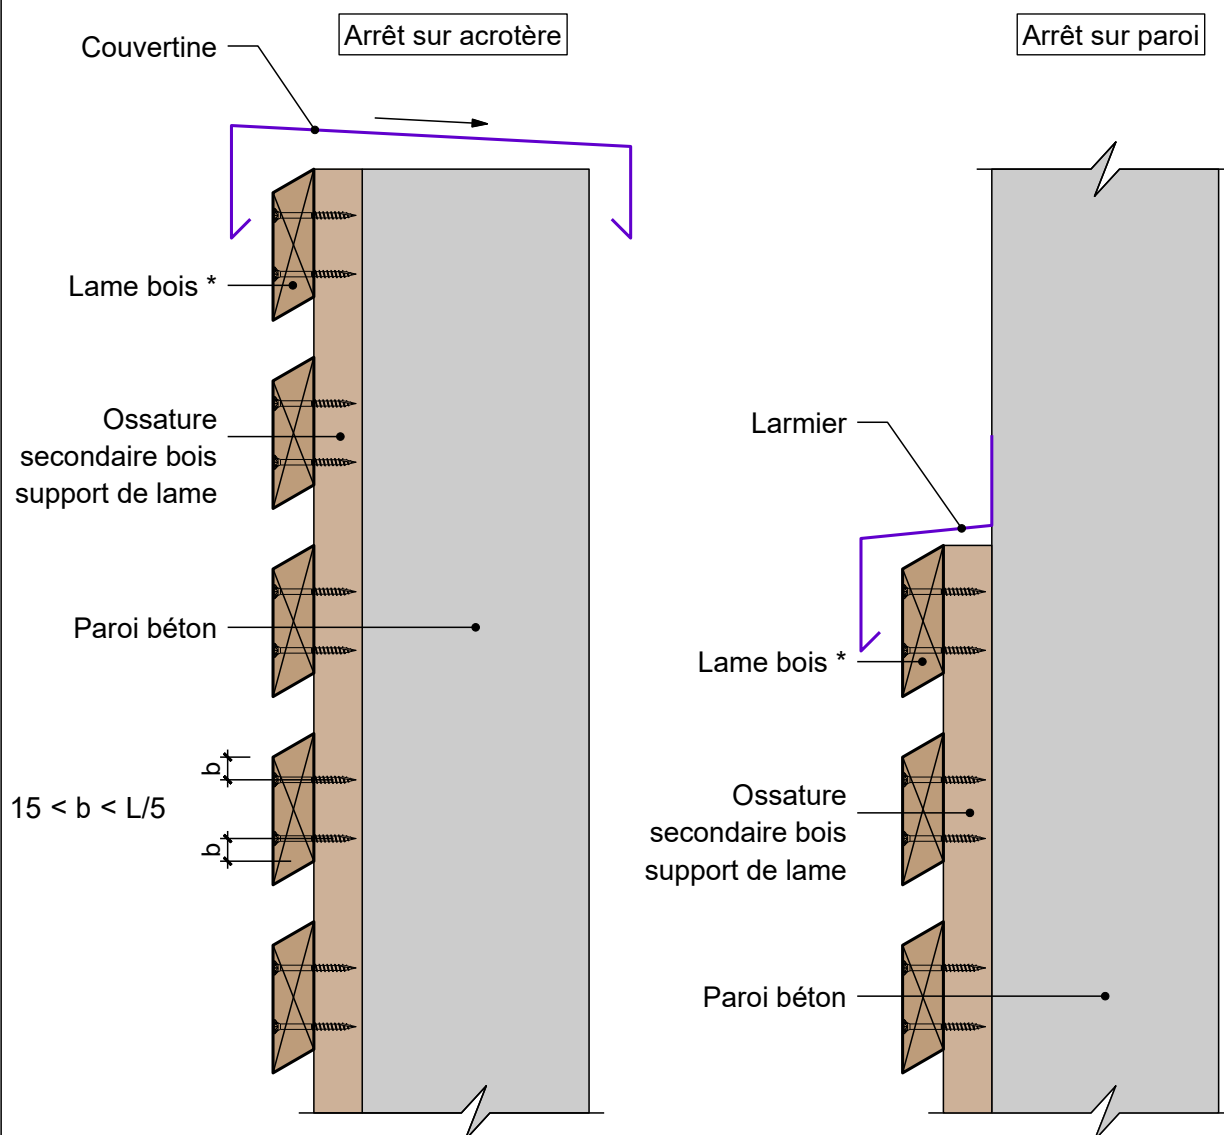 Arrêt sur acrotère
Couvertine
Lame bois *
Ossature
secondaire bois
support de lame
Paroi béton
b
15 < b < L/5
b
Arrêt sur paroi
Larmier
Lame bois *
Ossature
secondaire bois
support de lame
Paroi béton